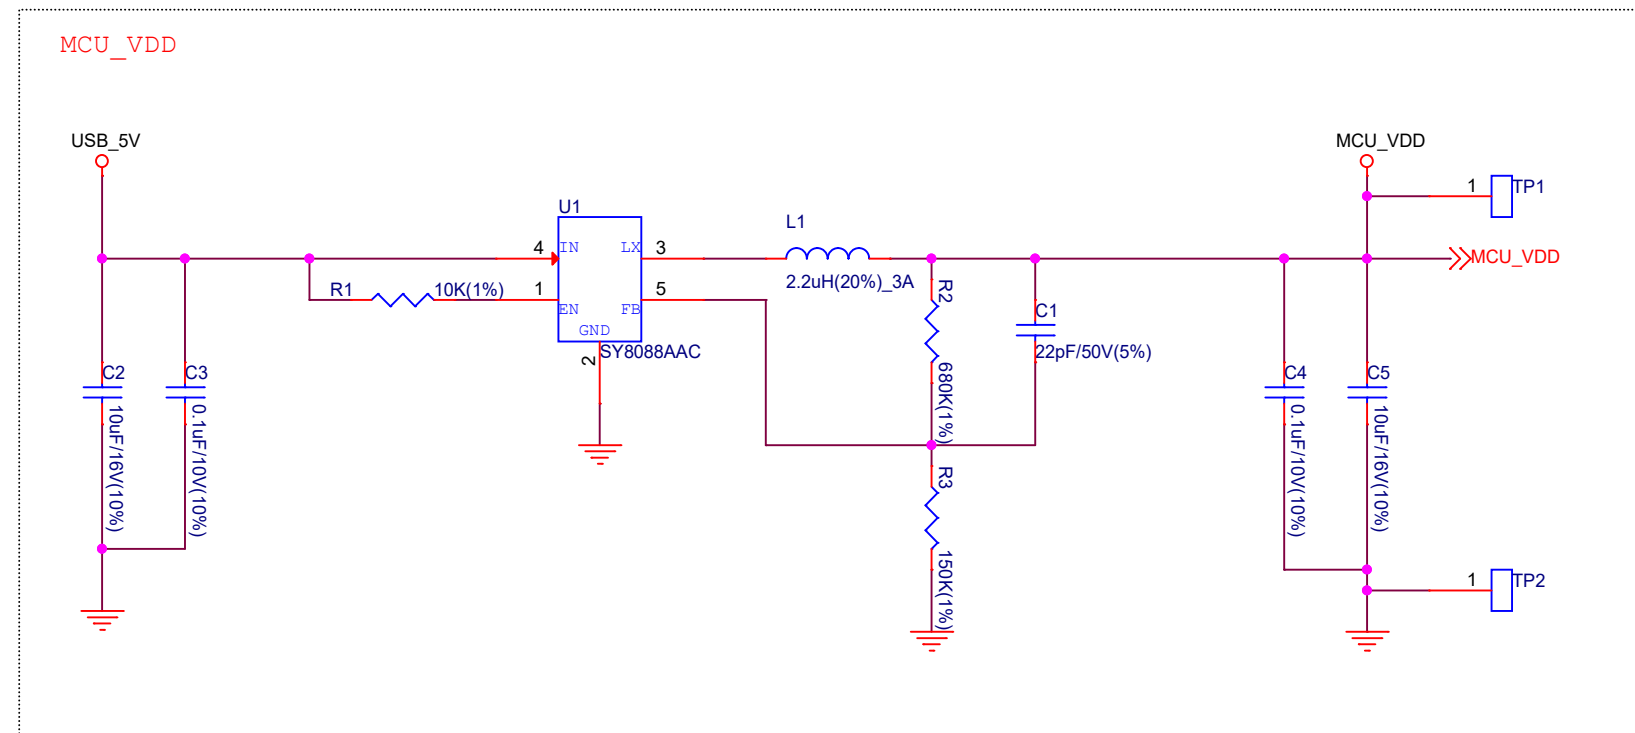 MCU_VDD
USB_5V
MCU_VDD
1
TP1
U1
L1
4
IN
LX
3
MCU_VDD
2.2uH(20%)_3A
R1
10K(1%)
1
EN
FB
5
R2
C1
GND
SY8088AAC
22pF/50V(5%)
2
680K(1%)
C2
10uF/16V(10%)
C3
0.1uF/10V(10%)
C4
0.1uF/10V(10%)
C5
10uF/16V(10%)
R3
150K(1%)
1
TP2